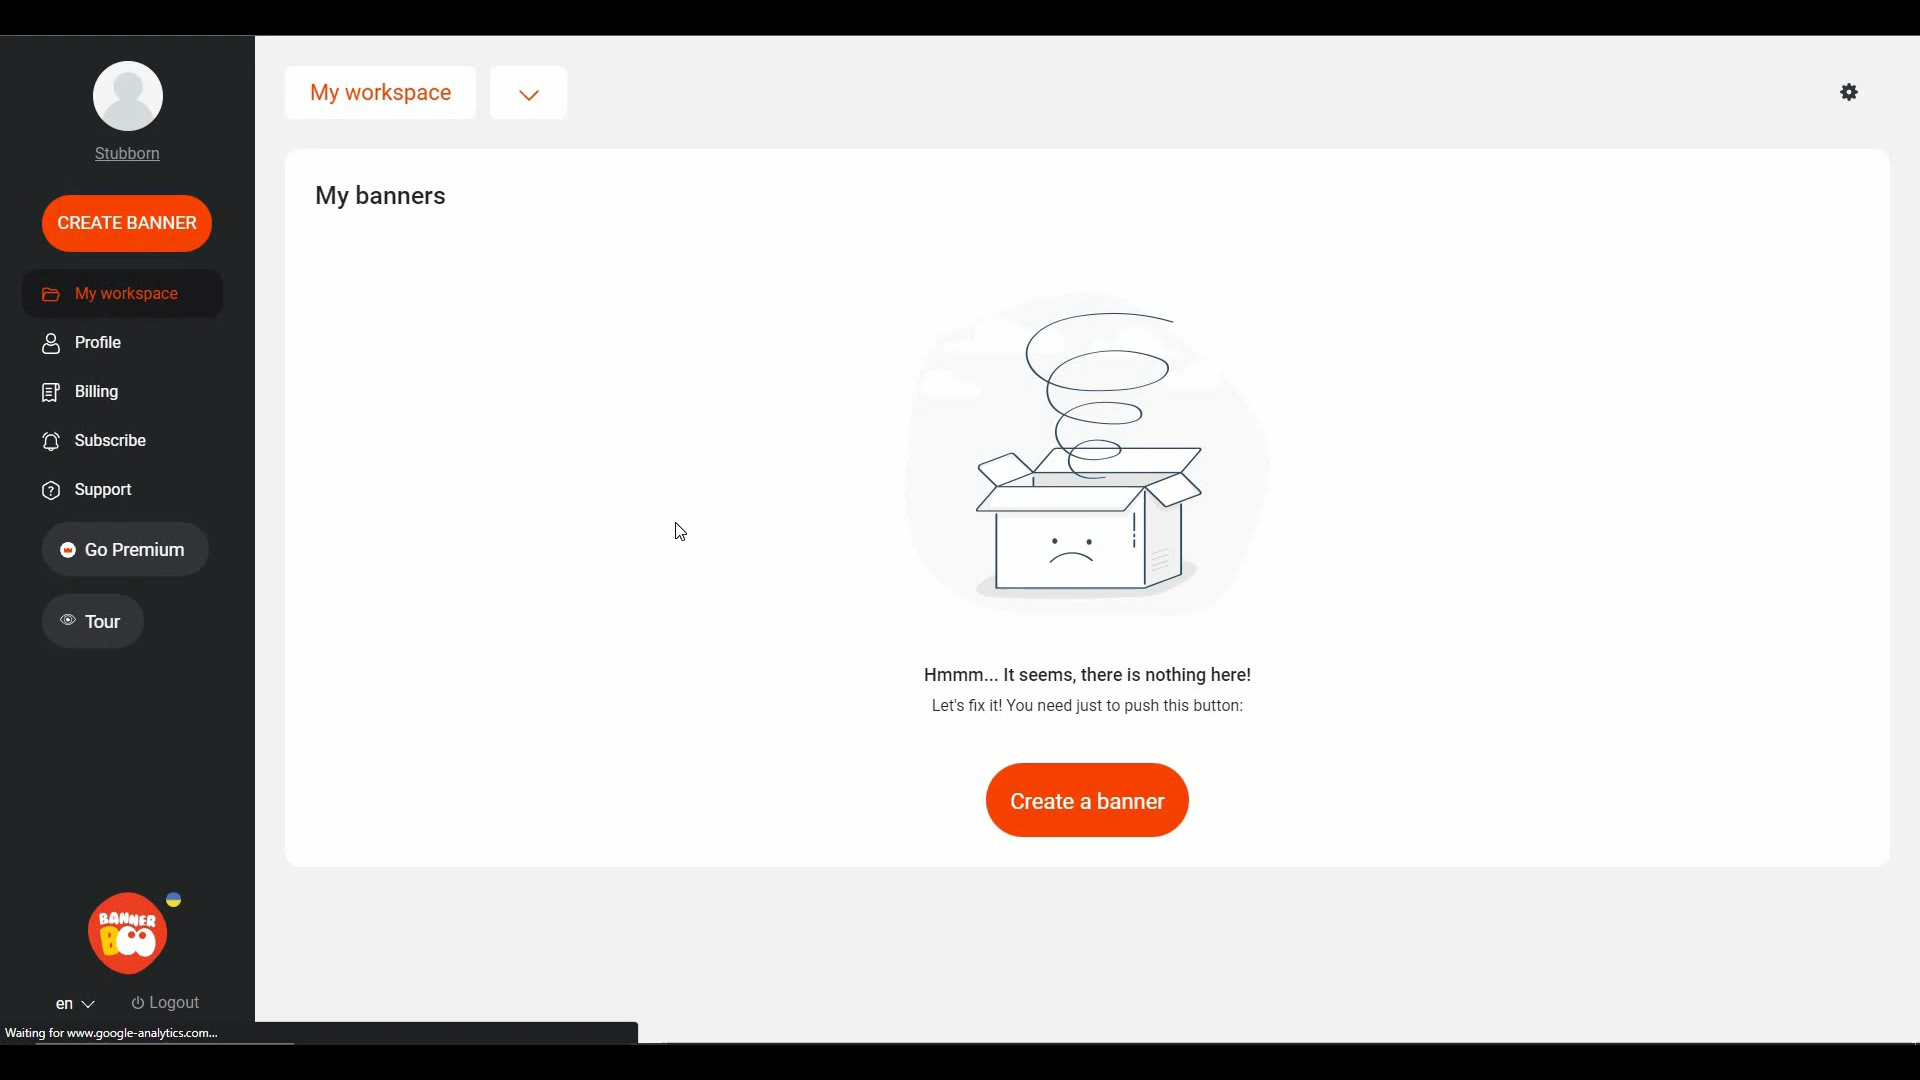 Stubborn
CREATE BANNER
My workspace
Profile
Billing
Subscribe
Support
Go Premium
Tour
BANNER
BOO
en
Logout
Waiting for www.google-analytics.com...
My workspace
My banners
Hmmm... It seems, there is nothing here!
Let's fix it! You need just to push this button:
Create a banner